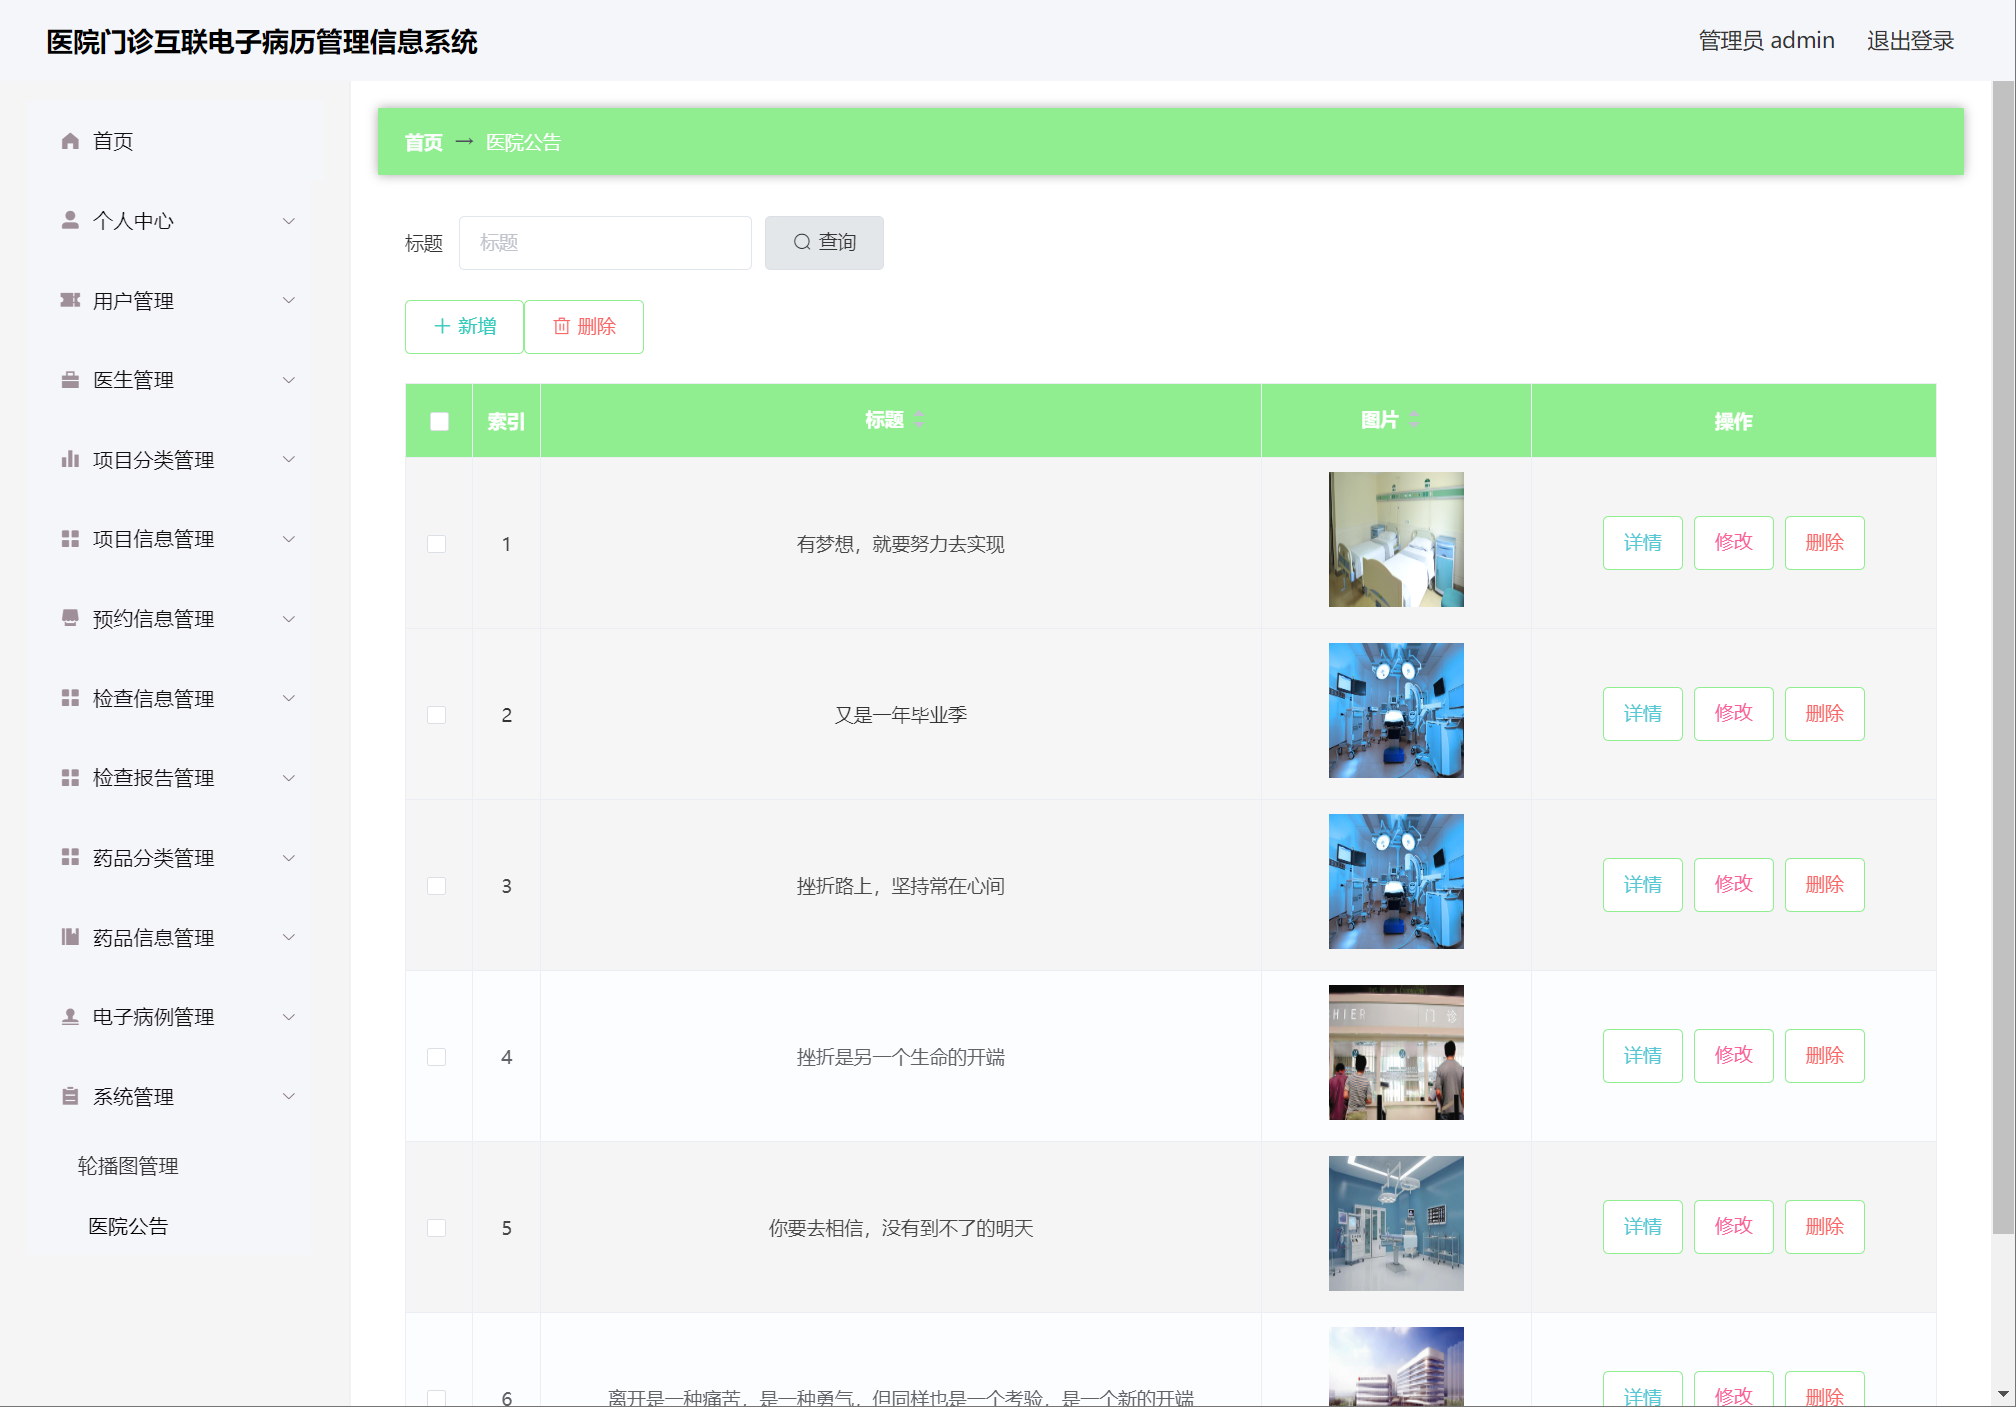 医院门诊互联电子病历管理信息系统
管理员 admin 退出登录
首页
个人中心
用户管理
医生管理
项目分类管理
项目信息管理
预约信息管理
检查信息管理
检查报告管理
药品分类管理
药品信息管理
电子病例管理
系统管理
轮播图管理
医院公告
首页 → 医院公告
标题 标题 查询
新增 删除
索引 标题 图片 操作
1 有梦想，就要努力去实现 详情 修改 删除
2 又是一年毕业季 详情 修改 删除
3 挫折路上，坚持常在心间 详情 修改 删除
HIER 门诊
4 挫折是另一个生命的开端 详情 修改 删除
5 你要去相信，没有到不了的明天 详情 修改 删除
6 离开是一种痛苦，是一种勇气，但同样也是一个考验，是一个新的开端 详情 修改 删除